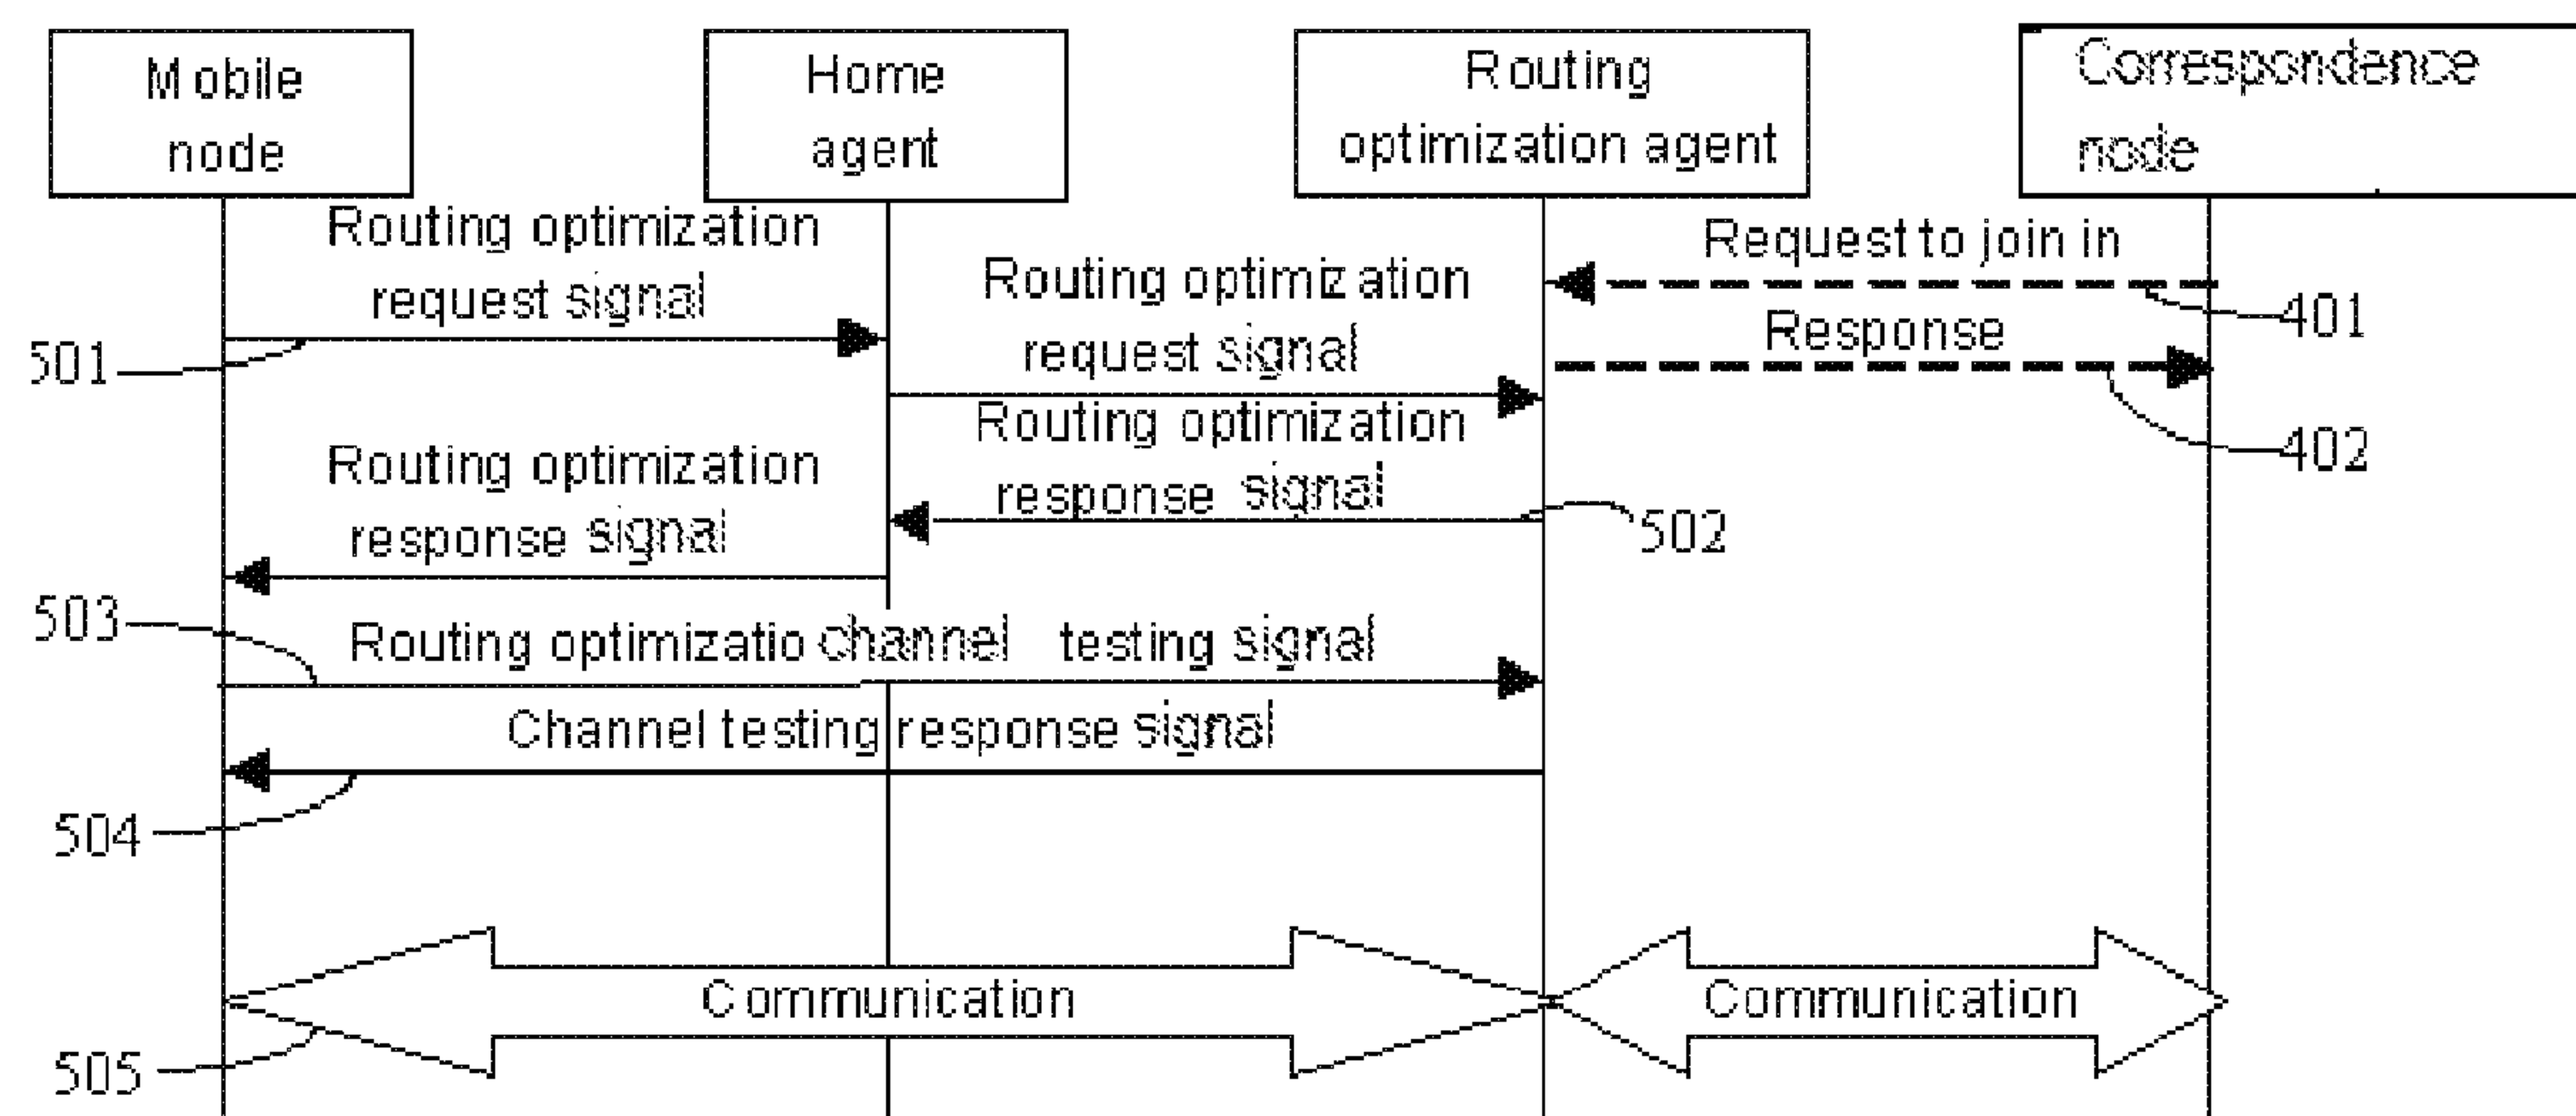 Mobile
node
Home
agent
Routing
optimization agent
Correspondence
node
Routing optimization
request signal
501
Routing optimization
request signal
Request to join in
401
Response
402
Routing optimization
response signal
502
Routing optimization
response signal
503
Routing optimizatio channel testing signal
Channel testing response signal
504
Communication
Communication
505